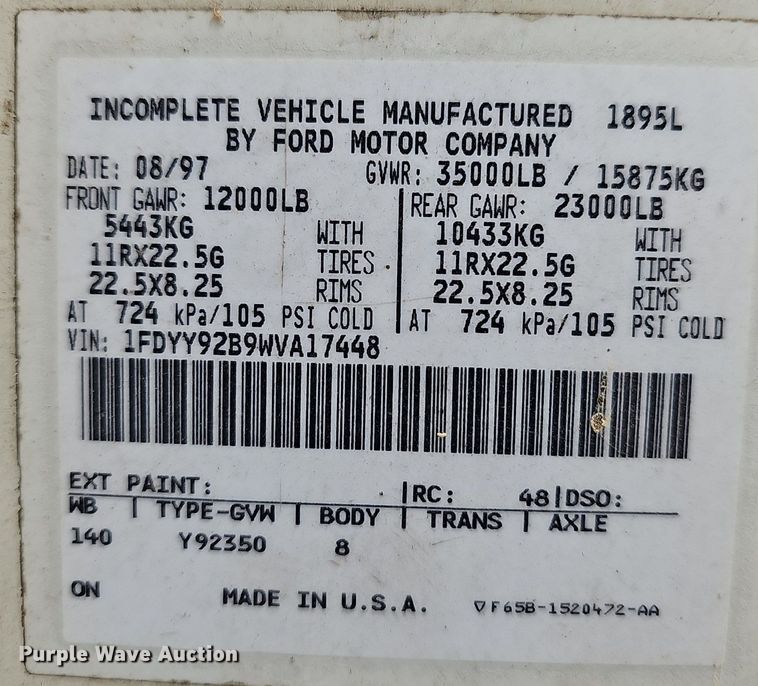 INCOMPLETE VEHICLE MANUFACTURED 1895L
BY FORD MOTOR COMPANY
DATE: 08/97 GVWR: 35000LB / 15875KG
FRONT GAWR: 12000LB REAR GAWR: 23000LB
5443KG WITH 10433KG WITH
11RX22.5G TIRES 11RX22.5G TIRES
22.5X8.25 RIMS 22.5X8.25 RIMS
AT 724 kPa/105 PSI COLD AT 724 kPa/105 PSI COLD
VIN: 1FDYY92B9WVA17448
EXT PAINT: RC: 48 DSO:
WB TYPE-GVW BODY TRANS AXLE
140 Y92350 8
ON MADE IN U.S.A. ▽F65B-1520472-AA
Purple Wave Auction